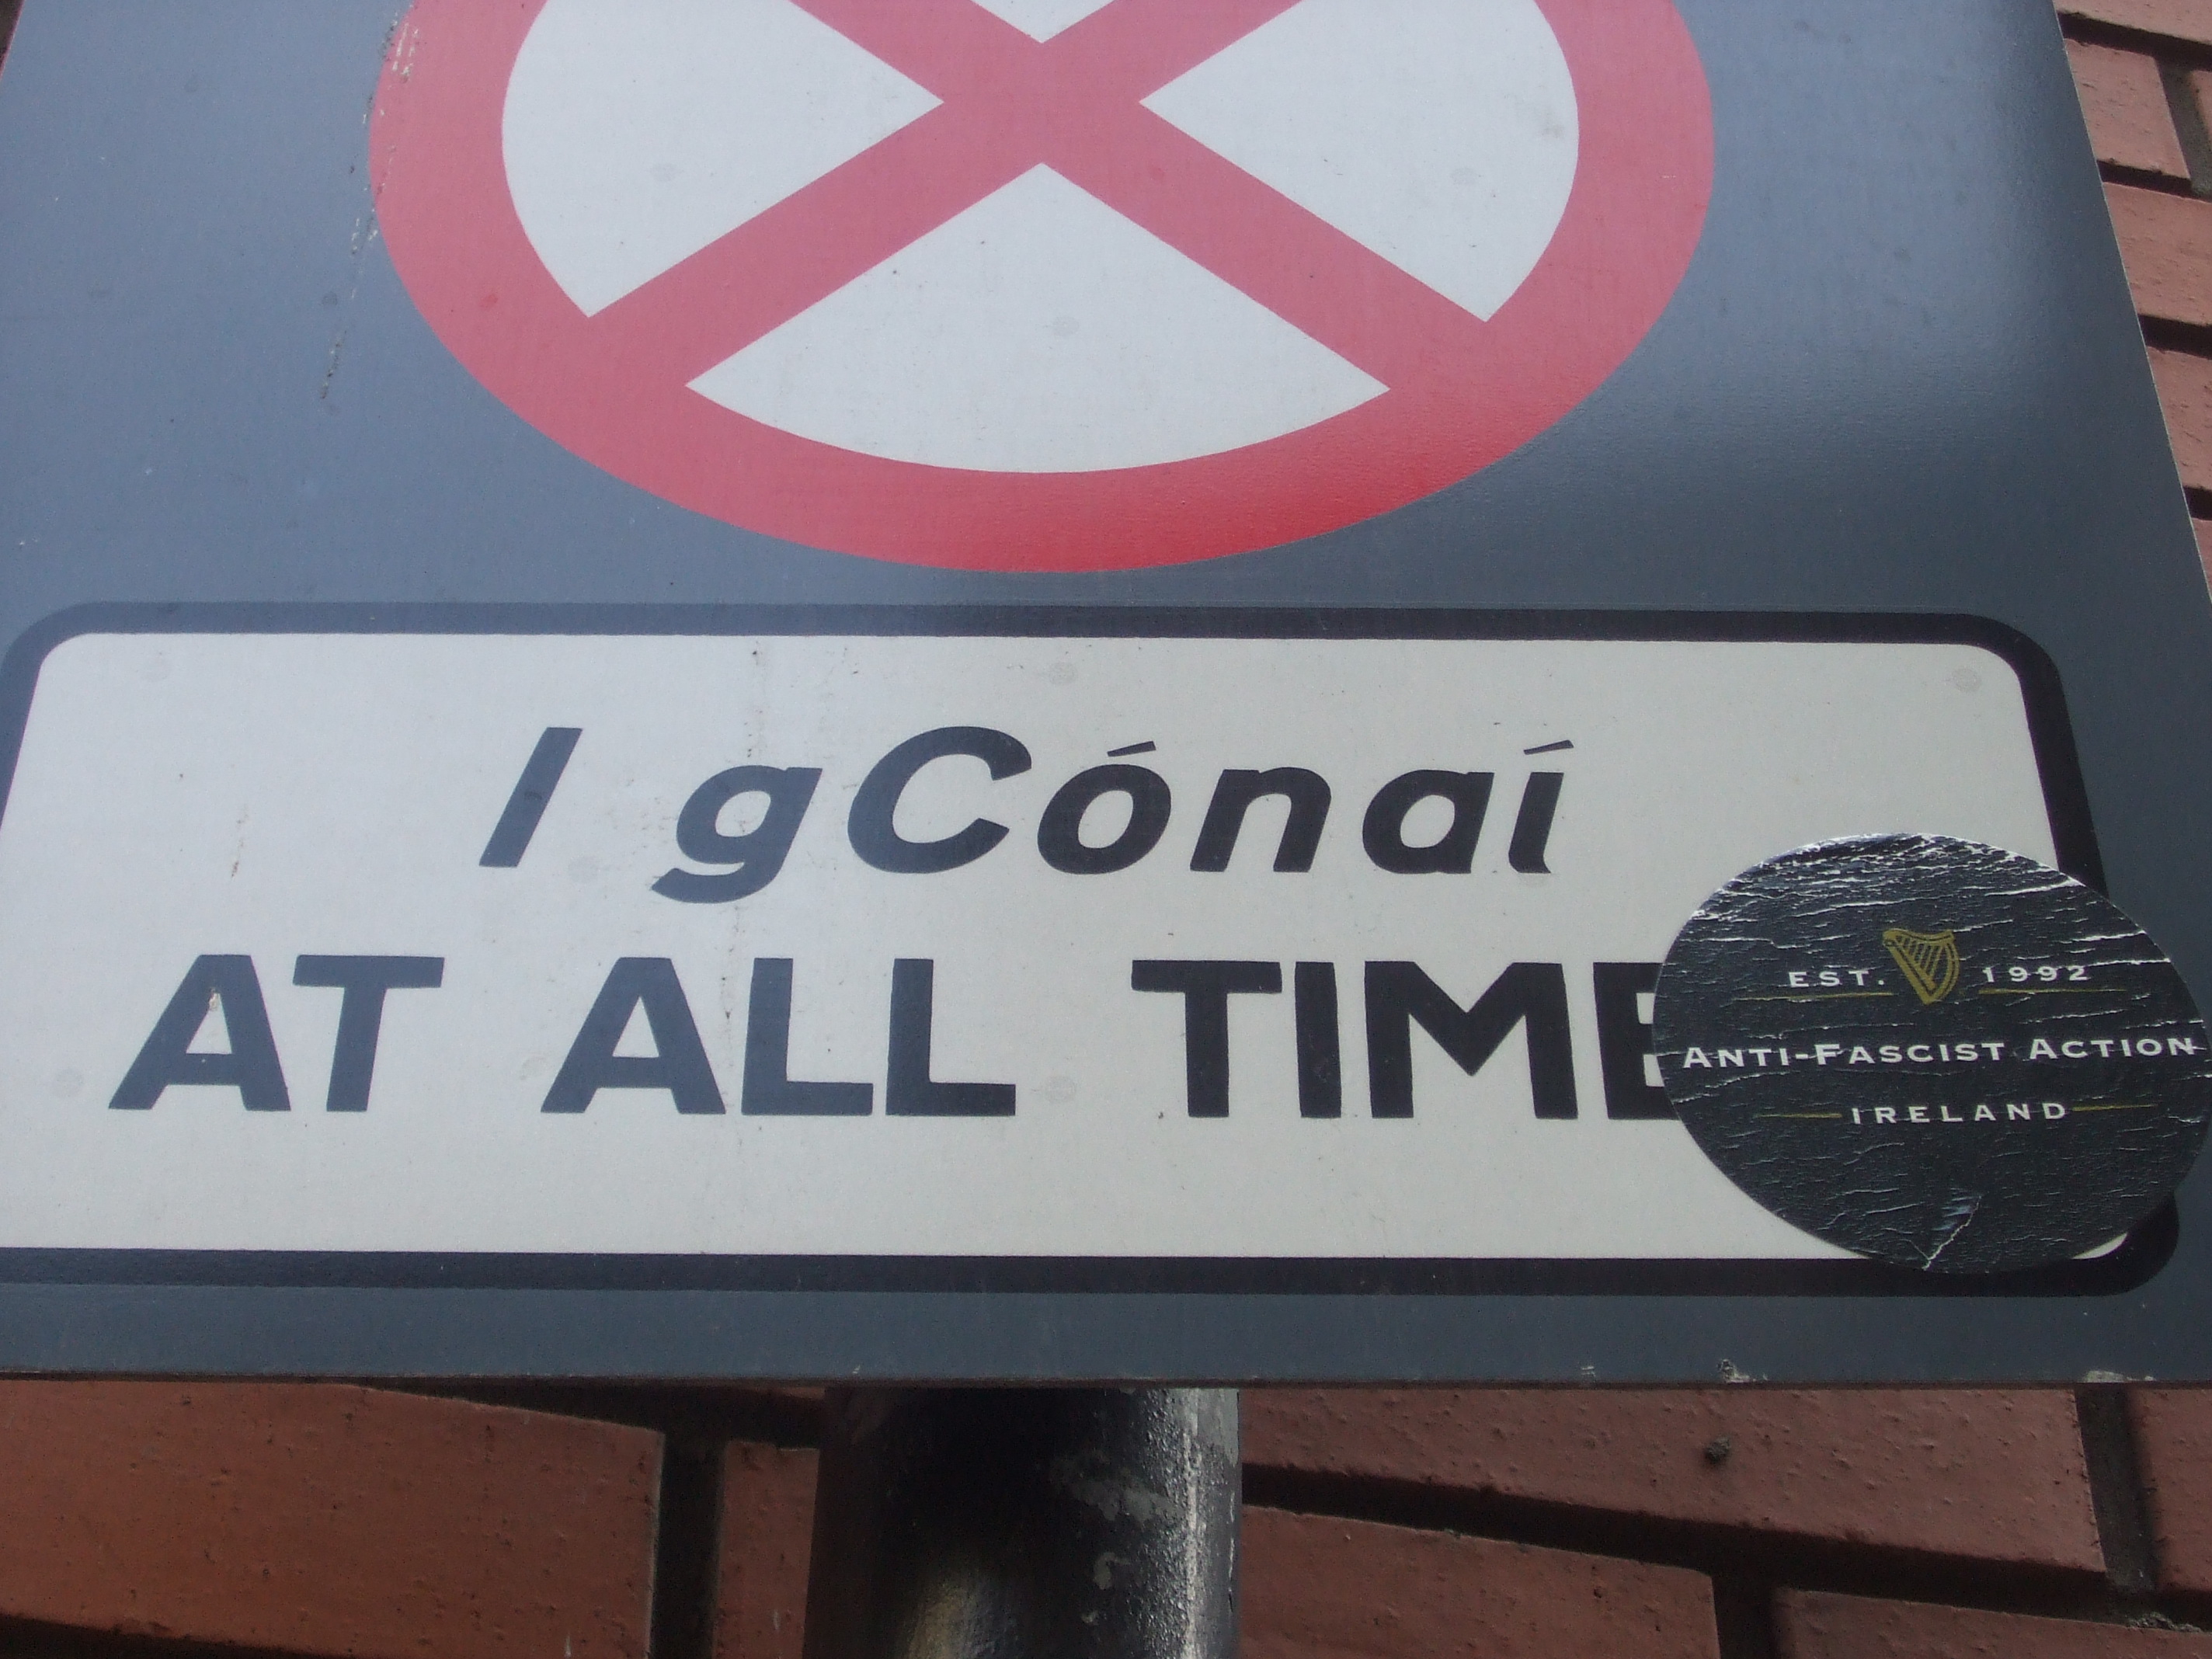 I gCónaí
AT ALL TIME
EST. 1992
ANTI-FASCIST ACTION
IRELAND